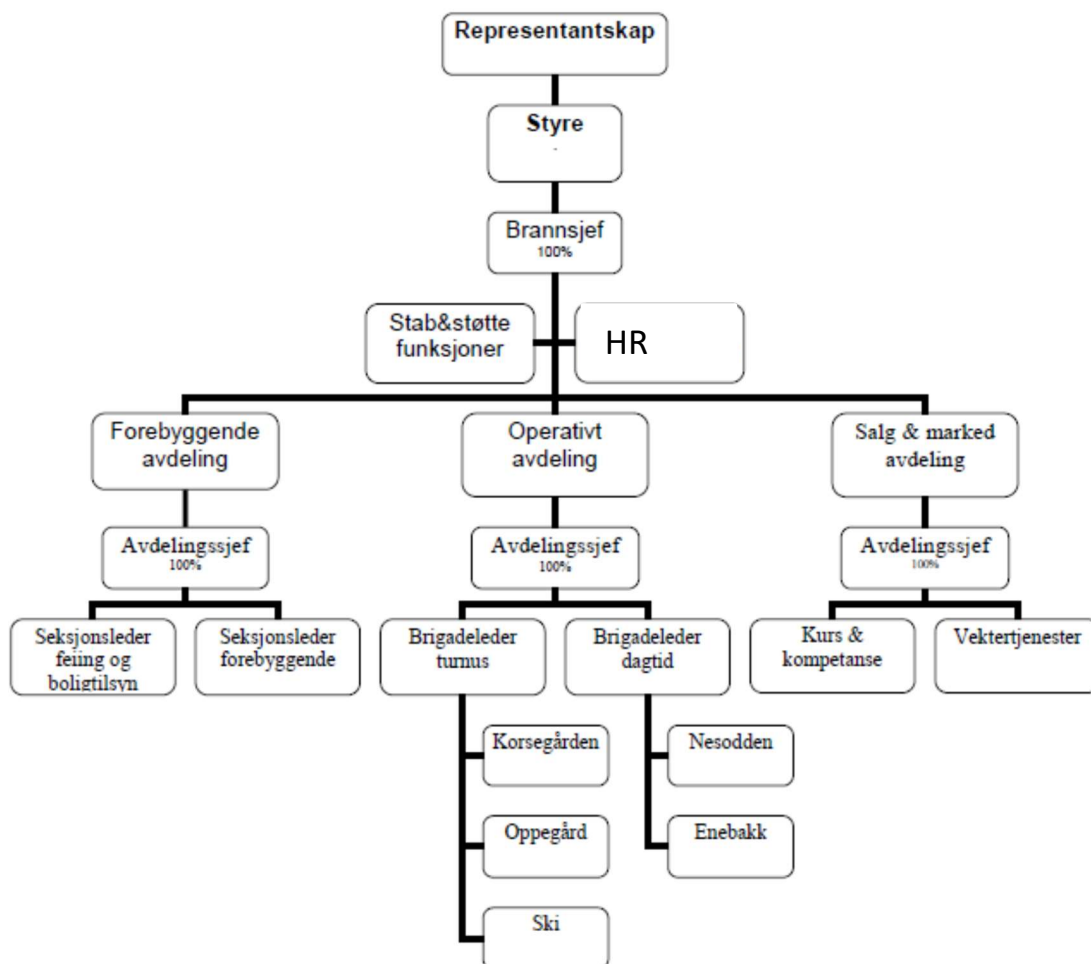 Representantskap
Styre
Brannsjef
100%
Stab&støtte
funksjoner
HR
Forebyggende
avdeling
Operativt
avdeling
Salg & marked
avdeling
Avdelingssjef
100%
Avdelingssjef
100%
Avdelingssjef
100%
Seksjonsleder
feiing og
boligtilsyn
Seksjonsleder
forebyggende
Brigadeleder
turnus
Brigadeleder
dagtid
Kurs &
kompetanse
Vektertjenester
Korsegården
Nesodden
Oppegård
Enebakk
Ski